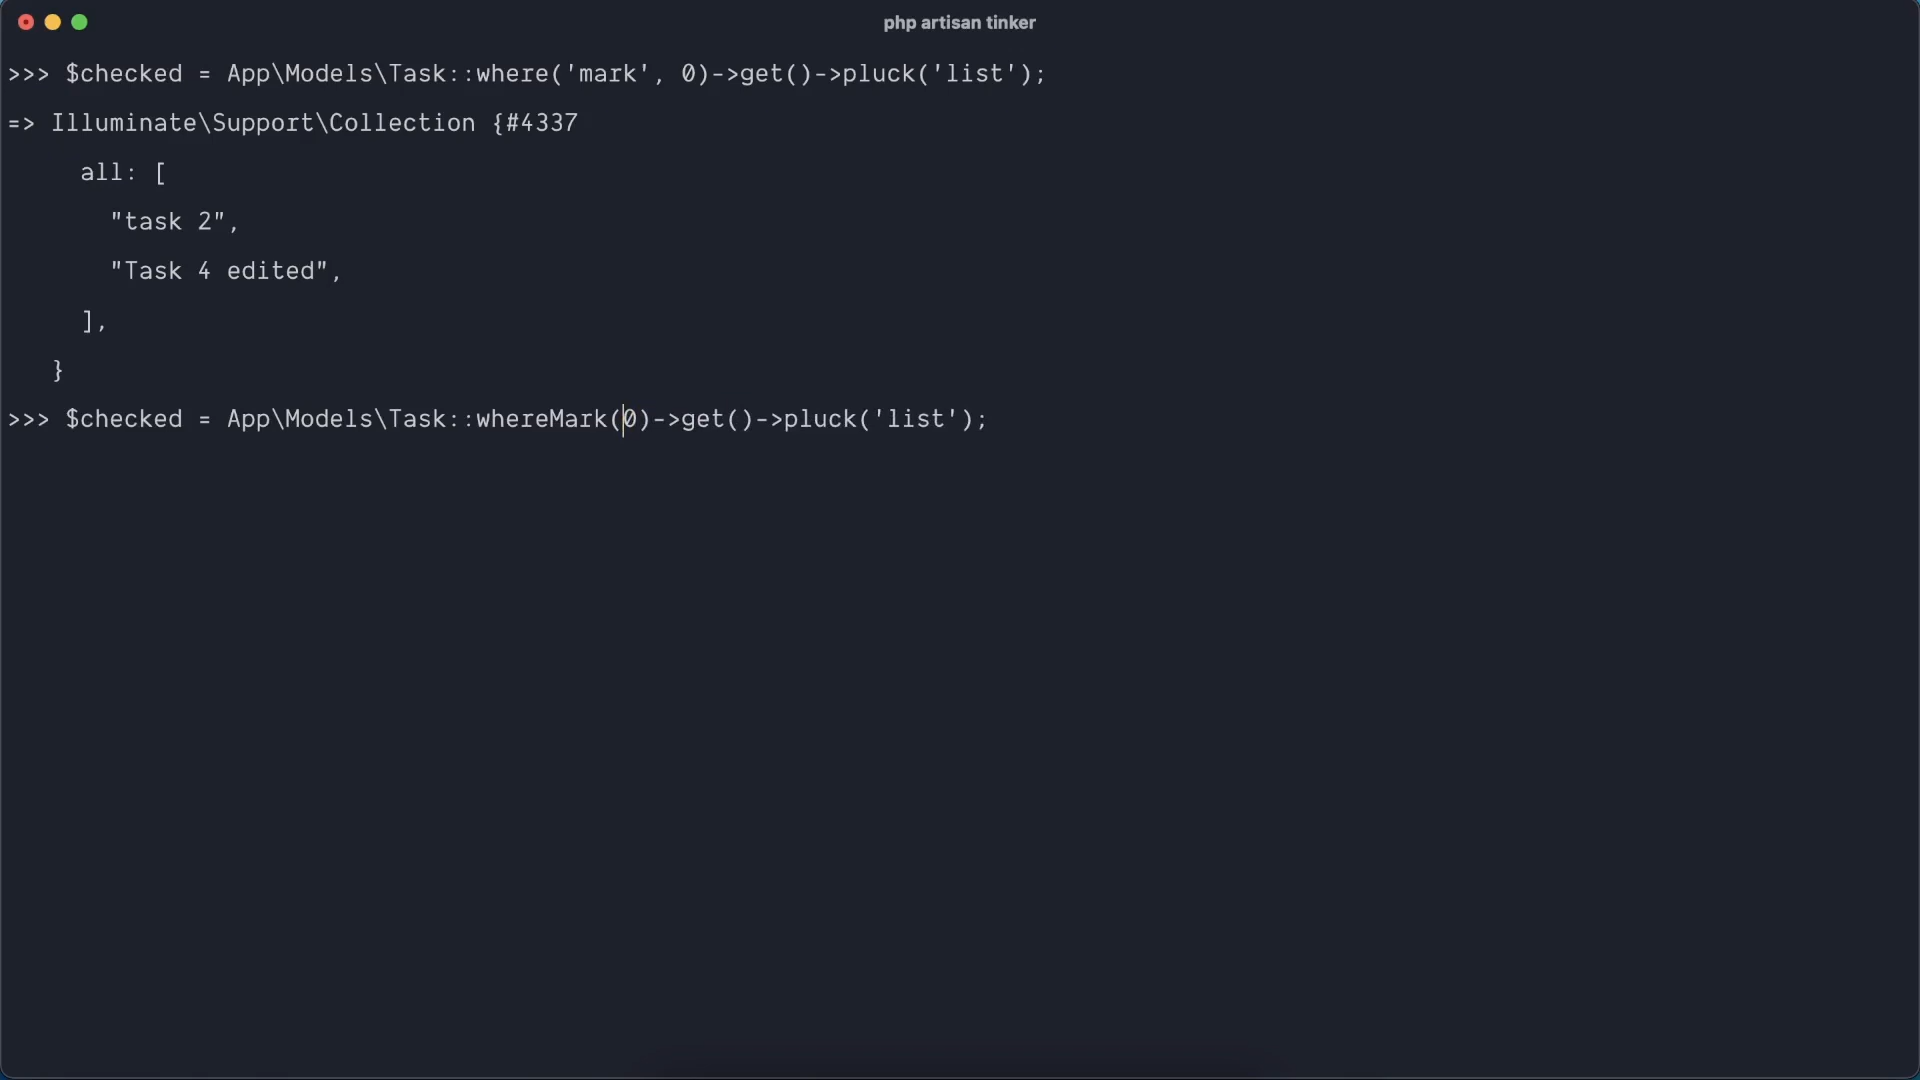 php artisan tinker
>>> $checked = App\Models\Task::where('mark', 0)->get()->pluck('list');
=> Illuminate\Support\Collection {#4337
all: [
"task 2",
"Task 4 edited",
],
}
>>> $checked = App\Models\Task::whereMark(0)->get()->pluck('list');